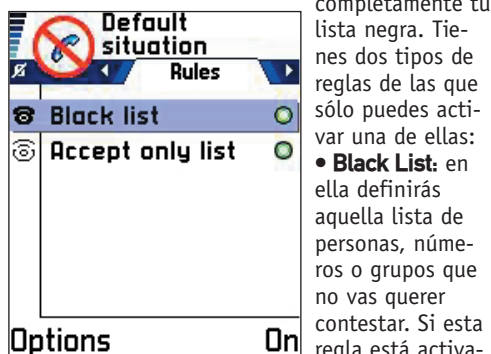 Default
situation
Rules
Black list
Accept only list
Options
On
completamente tu
lista negra. Tie-
nes dos tipos de
reglas de las que
sólo puedes acti-
var una de ellas:
• Black List: en
ella definirás
aquella lista de
personas, núme-
ros o grupos que
no vas querer
contestar. Si esta
regla está activa-